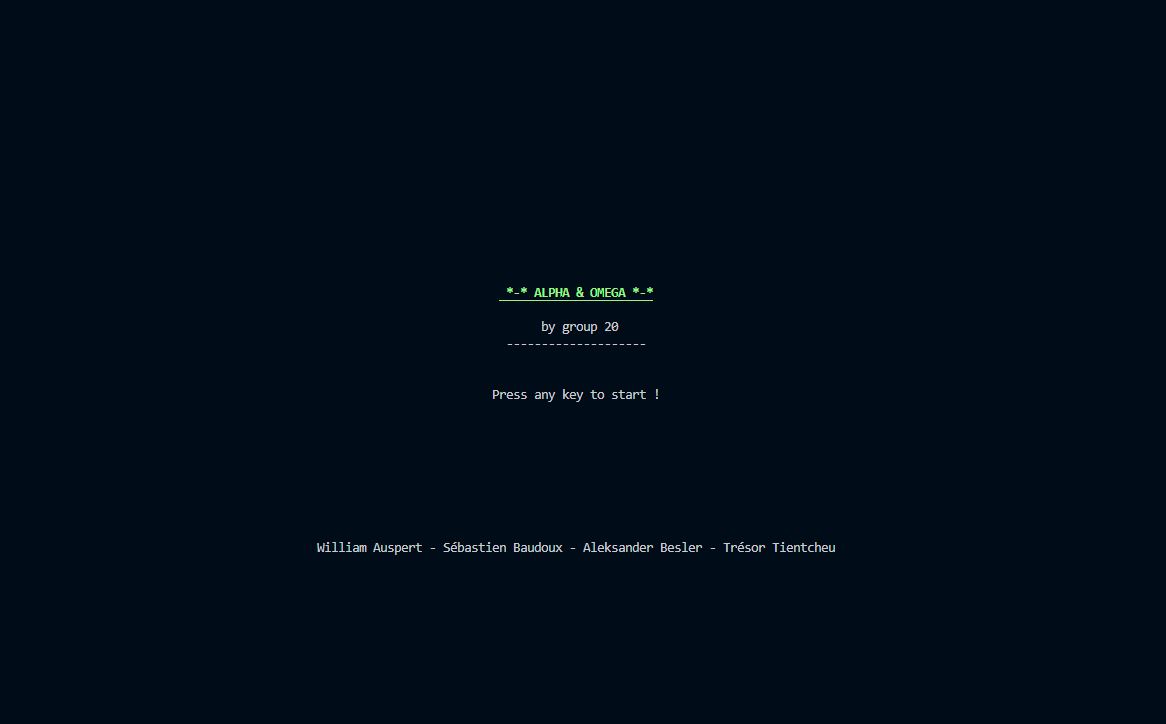 *-* ALPHA & OMEGA *-*
by group 20
--------------------
Press any key to start !
William Auspert - Sébastien Baudoux - Aleksander Besler - Trésor Tientcheu